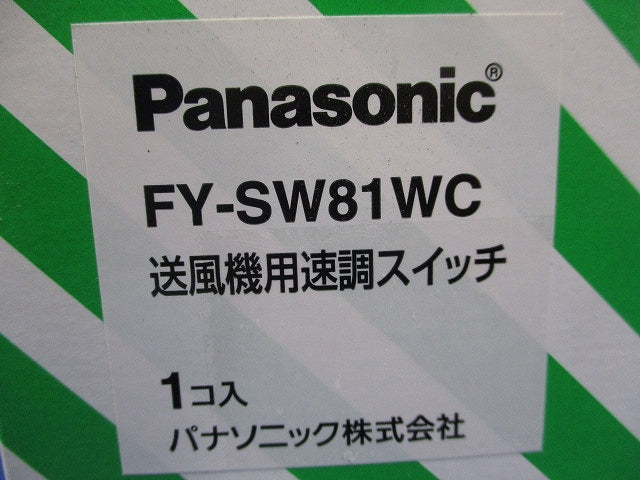 Panasonic®
FY-SW81WC
送風機用速調スイッチ
1コ入
パナソニック株式会社